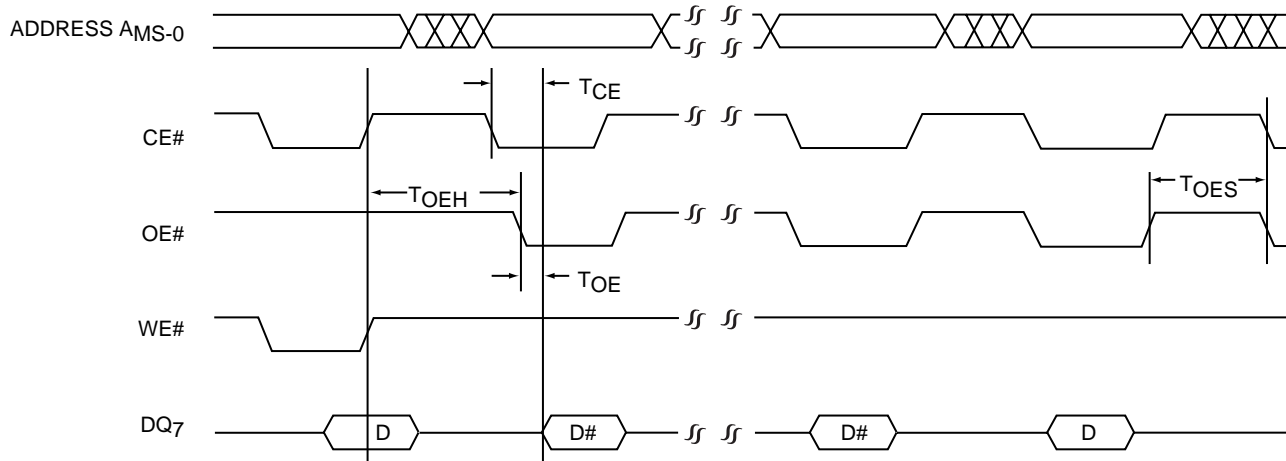 ADDRESS AMS-0
TCE
CE#
TOEH
TOES
OE#
TOE
WE#
DQ7
D
D#
D#
D